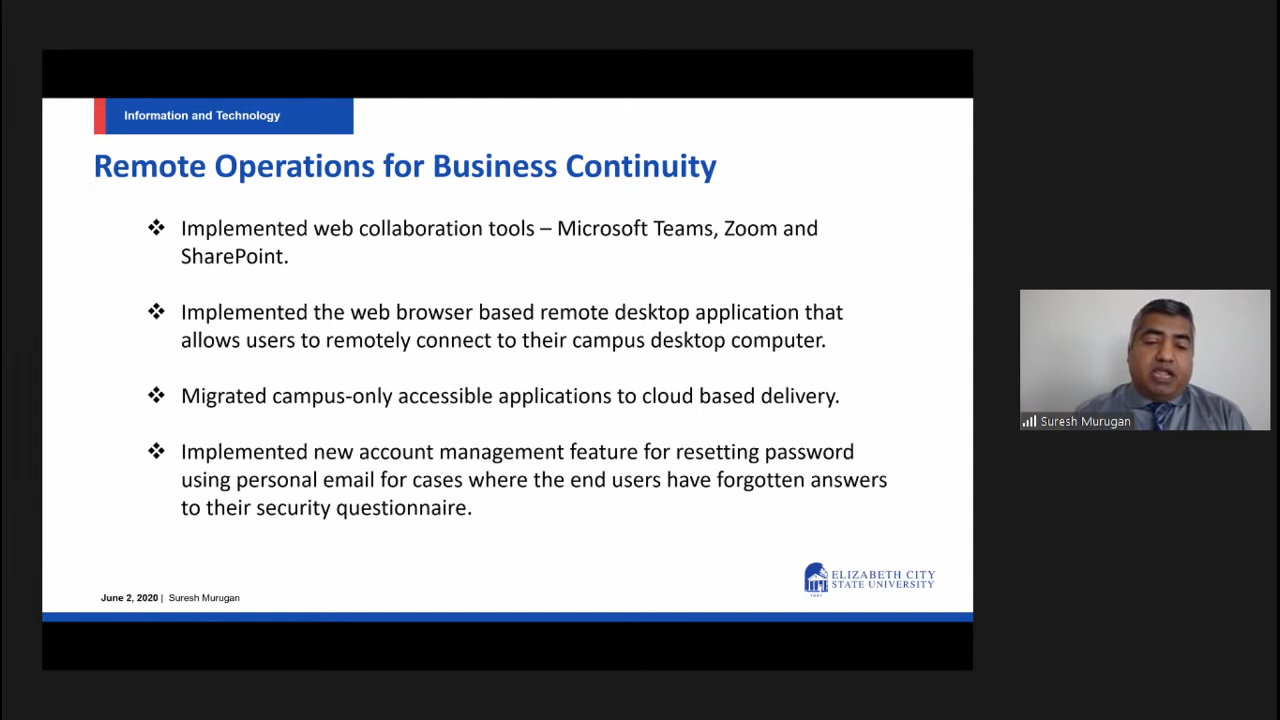 Information and Technology
Remote Operations for Business Continuity
❖ Implemented web collaboration tools – Microsoft Teams, Zoom and
SharePoint.
❖ Implemented the web browser based remote desktop application that
allows users to remotely connect to their campus desktop computer.
❖ Migrated campus-only accessible applications to cloud based delivery.
❖ Implemented new account management feature for resetting password
using personal email for cases where the end users have forgotten answers
to their security questionnaire.
ELIZABETH CITY
STATE UNIVERSITY
June 2, 2020 | Suresh Murugan
Suresh Murugan